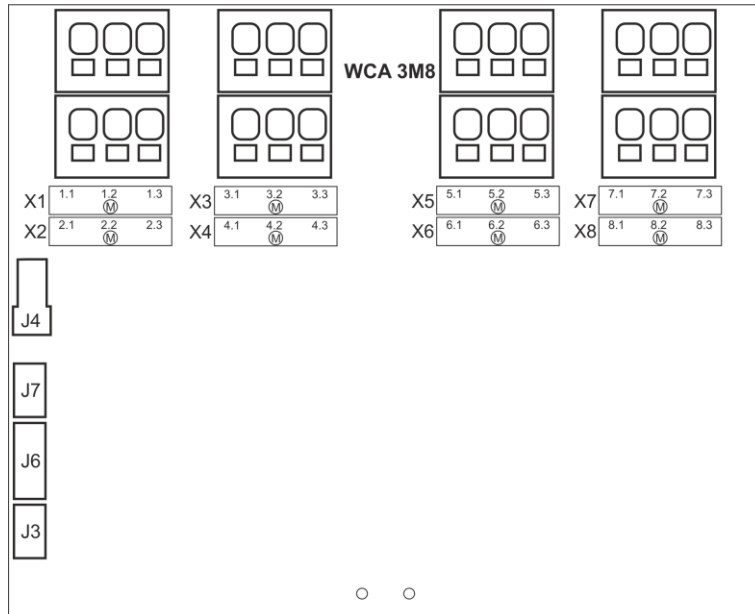 WCA 3M8
X1 1.1 1.2 1.3 X3 3.1 3.2 3.3 X5 5.1 5.2 5.3 X7 7.1 7.2 7.3
M M M M
X2 2.1 2.2 2.3 X4 4.1 4.2 4.3 X6 6.1 6.2 6.3 X8 8.1 8.2 8.3
M M M M
J4
J7
J6
J3